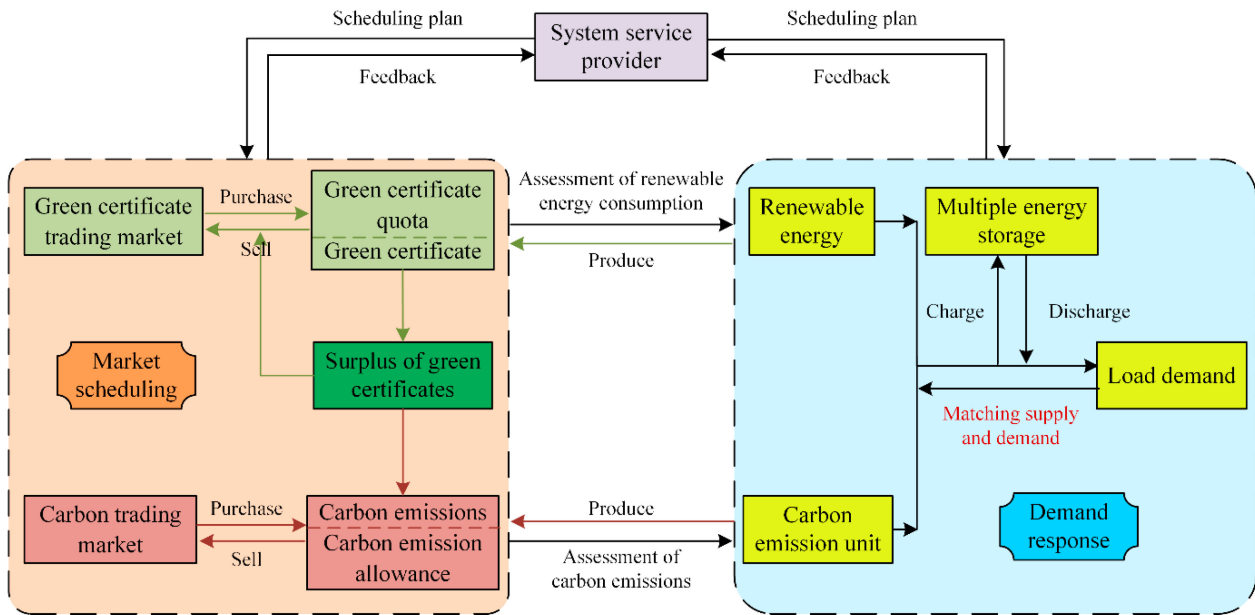 Scheduling plan
System service
provider
Scheduling plan
Feedback
Feedback
Green certificate
trading market
Purchase
Sell
Green certificate
quota
Green certificate
Assessment of renewable
energy consumption
Produce
Renewable
energy
Multiple energy
storage
Charge
Discharge
Market
scheduling
Surplus of green
certificates
Load demand
Matching supply
and demand
Carbon trading
market
Purchase
Sell
Carbon emissions
Carbon emission
allowance
Produce
Assessment of
carbon emissions
Carbon
emission unit
Demand
response